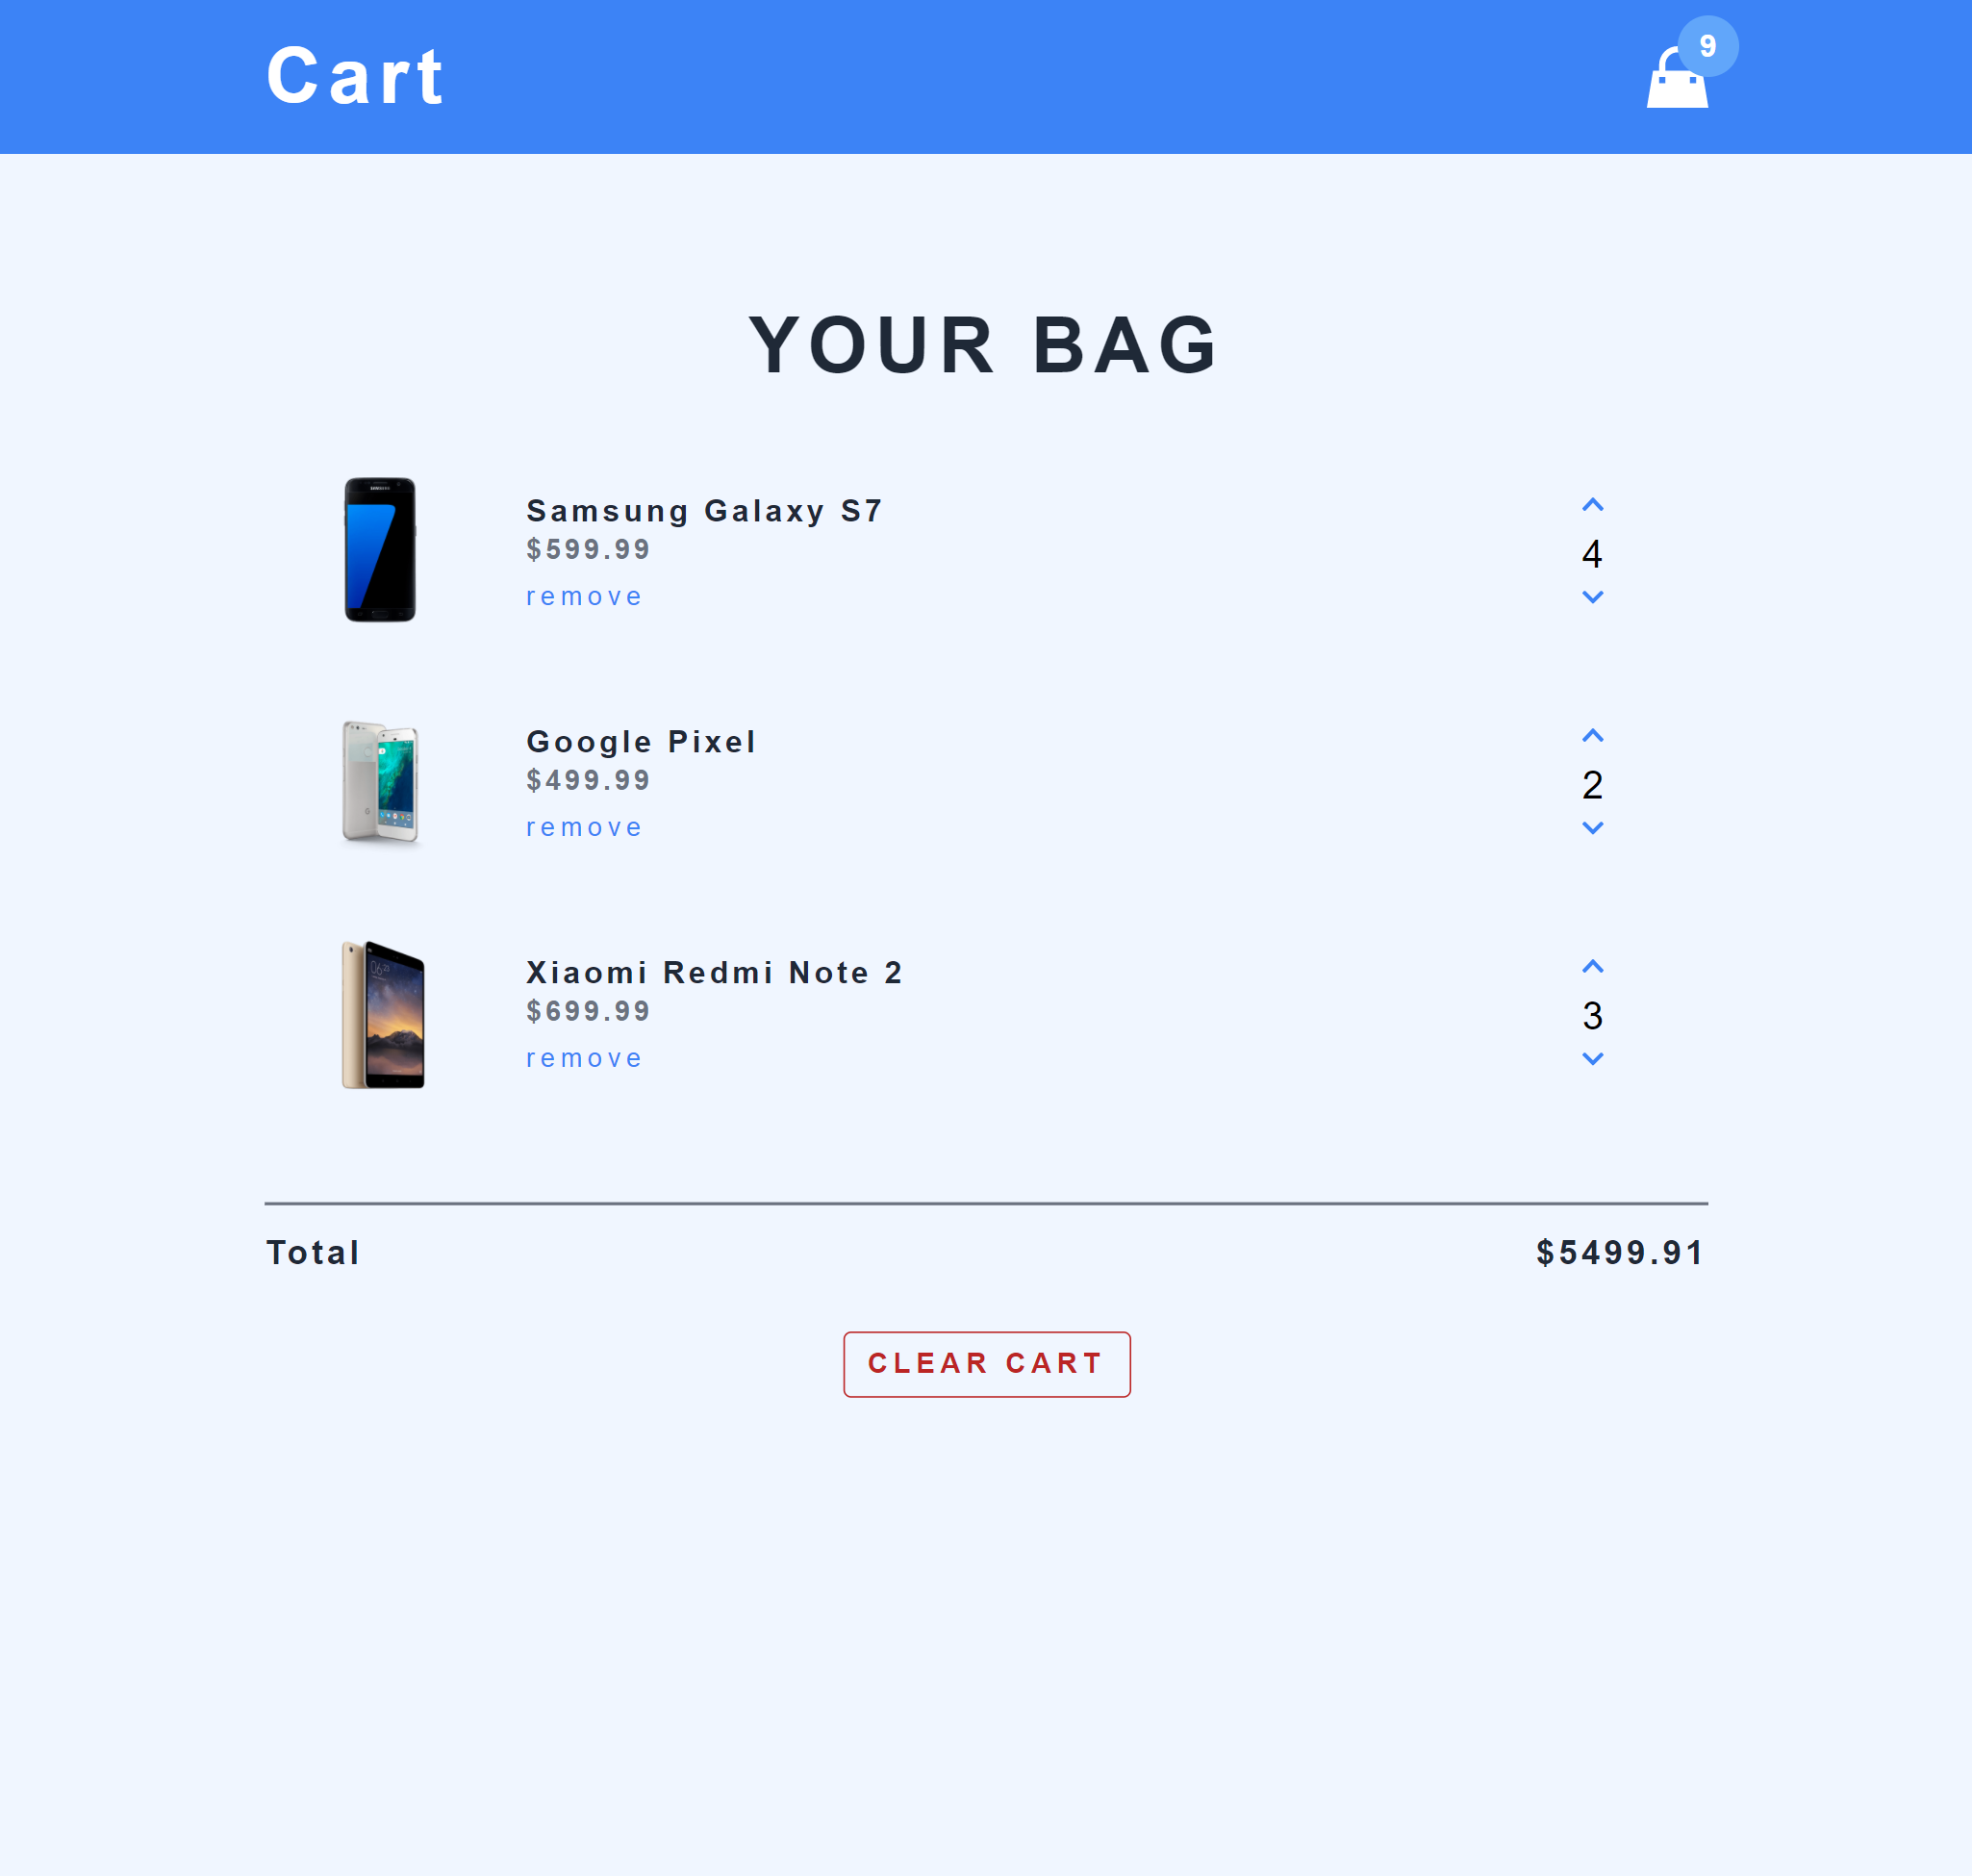 Cart
9
YOUR BAG
SAMSUNG
Samsung Galaxy S7
$599.99
remove
4
Google Pixel
$499.99
remove
2
Xiaomi Redmi Note 2
$699.99
remove
3
Total
$5499.91
CLEAR CART